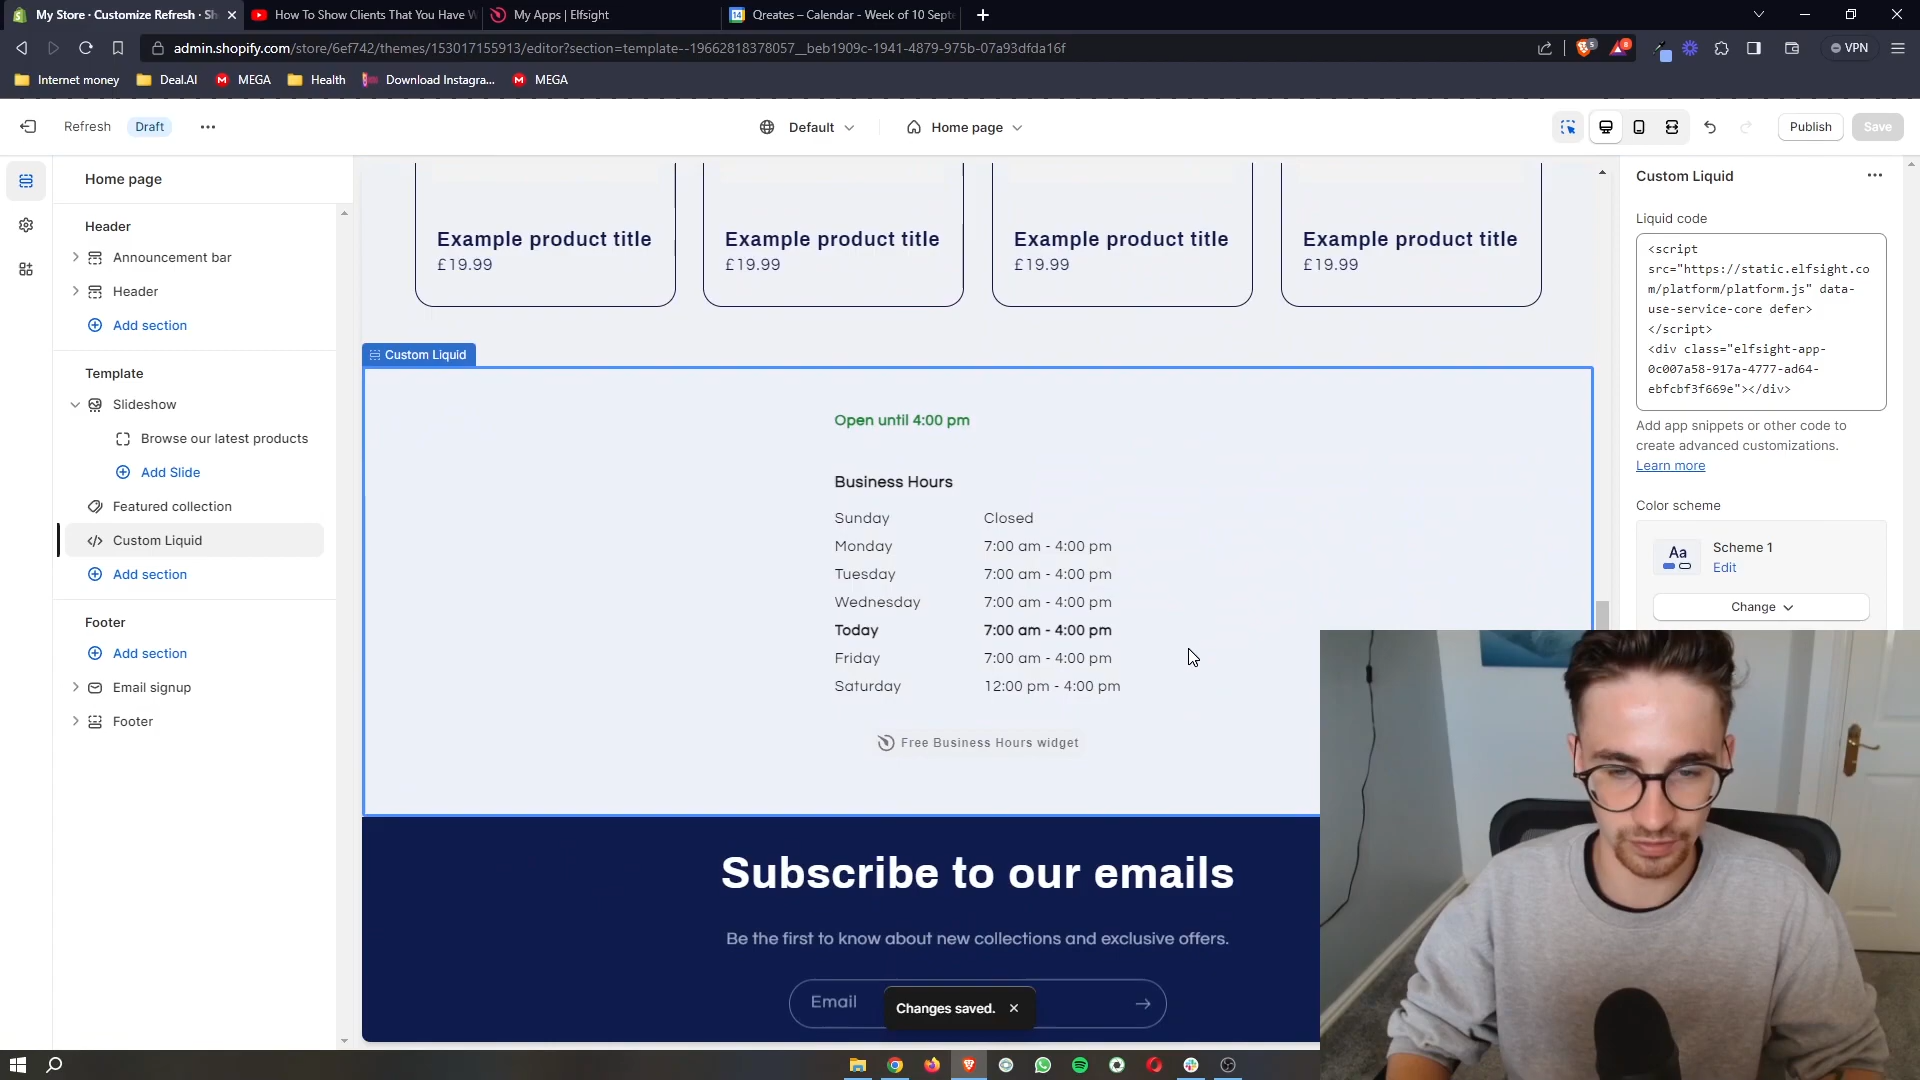 My Store · Customize Refresh · Sh
How To Show Clients That You Have W
My Apps | Elfsight
14
Qreates – Calendar - Week of 10 Sept
admin.shopify.com/store/6ef742/themes/153017155913/editor?section=template--19662818378057__beb1909c-1941-4879-975b-07a93dfda16f
5
8
VPN
Internet money
Deal.AI
MEGA
Health
Download Instagra...
MEGA
Refresh
Draft
Default
Home page
Publish
Save
Home page
Header
Announcement bar
Header
Add section
Template
Slideshow
Browse our latest products
Add Slide
Featured collection
Custom Liquid
Add section
Footer
Add section
Email signup
Footer
Example product title
£19.99
Example product title
£19.99
Example product title
£19.99
Example product title
£19.99
Custom Liquid
Open until 4:00 pm
Business Hours
Sunday Closed
Monday 7:00 am - 4:00 pm
Tuesday 7:00 am - 4:00 pm
Wednesday 7:00 am - 4:00 pm
Today 7:00 am - 4:00 pm
Friday 7:00 am - 4:00 pm
Saturday 12:00 pm - 4:00 pm
Free Business Hours widget
Subscribe to our emails
Be the first to know about new collections and exclusive offers.
Email
Changes saved.
Custom Liquid
Liquid code
<script
src="https://static.elfsight.co
m/platform/platform.js" data-
use-service-core defer>
</script>
<div class="elfsight-app-
0c007a58-917a-4777-ad64-
ebfcbf3f669e"></div>
Add app snippets or other code to
create advanced customizations.
Learn more
Color scheme
Aa
Scheme 1
Edit
Change